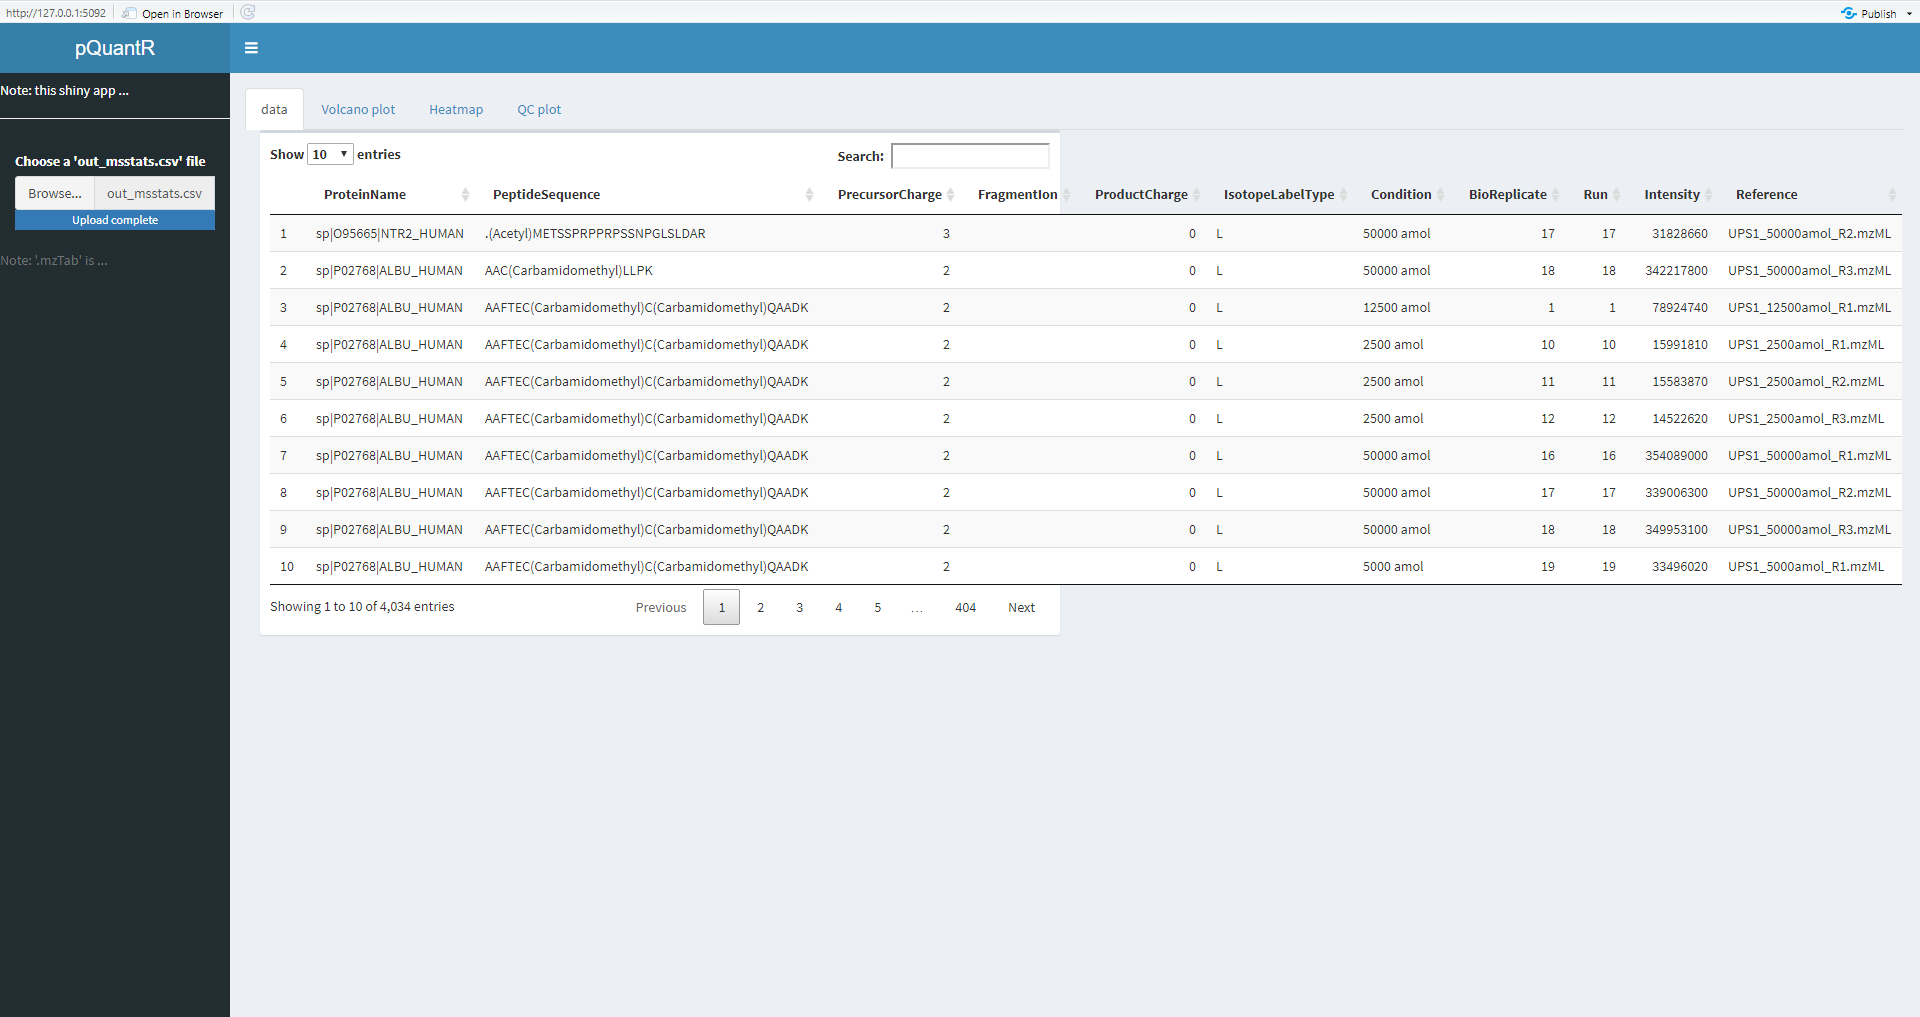 http://127.0.0.1:5092 Open in Browser Publish
pQuantR
Note: this shiny app ...
data Volcano plot Heatmap QC plot
Choose a 'out_msstats.csv' file
Browse... out_msstats.csv
Upload complete
Note: '.mzTab' is ...
Show 10 entries Search:
ProteinName PeptideSequence PrecursorCharge FragmentIon ProductCharge IsotopeLabelType Condition BioReplicate Run Intensity Reference
1 sp|O95665|NTR2_HUMAN .(Acetyl)METSSPRPPRPSSNPGLSLDAR 3 0 L 50000 amol 17 17 31828660 UPS1_50000amol_R2.mzML
2 sp|P02768|ALBU_HUMAN AAC(Carbamidomethyl)LLPK 2 0 L 50000 amol 18 18 342217800 UPS1_50000amol_R3.mzML
3 sp|P02768|ALBU_HUMAN AAFTEC(Carbamidomethyl)C(Carbamidomethyl)QAADK 2 0 L 12500 amol 1 1 78924740 UPS1_12500amol_R1.mzML
4 sp|P02768|ALBU_HUMAN AAFTEC(Carbamidomethyl)C(Carbamidomethyl)QAADK 2 0 L 2500 amol 10 10 15991810 UPS1_2500amol_R1.mzML
5 sp|P02768|ALBU_HUMAN AAFTEC(Carbamidomethyl)C(Carbamidomethyl)QAADK 2 0 L 2500 amol 11 11 15583870 UPS1_2500amol_R2.mzML
6 sp|P02768|ALBU_HUMAN AAFTEC(Carbamidomethyl)C(Carbamidomethyl)QAADK 2 0 L 2500 amol 12 12 14522620 UPS1_2500amol_R3.mzML
7 sp|P02768|ALBU_HUMAN AAFTEC(Carbamidomethyl)C(Carbamidomethyl)QAADK 2 0 L 50000 amol 16 16 354089000 UPS1_50000amol_R1.mzML
8 sp|P02768|ALBU_HUMAN AAFTEC(Carbamidomethyl)C(Carbamidomethyl)QAADK 2 0 L 50000 amol 17 17 339006300 UPS1_50000amol_R2.mzML
9 sp|P02768|ALBU_HUMAN AAFTEC(Carbamidomethyl)C(Carbamidomethyl)QAADK 2 0 L 50000 amol 18 18 349953100 UPS1_50000amol_R3.mzML
10 sp|P02768|ALBU_HUMAN AAFTEC(Carbamidomethyl)C(Carbamidomethyl)QAADK 2 0 L 5000 amol 19 19 33496020 UPS1_5000amol_R1.mzML
Showing 1 to 10 of 4,034 entries Previous 1 2 3 4 5 ... 404 Next